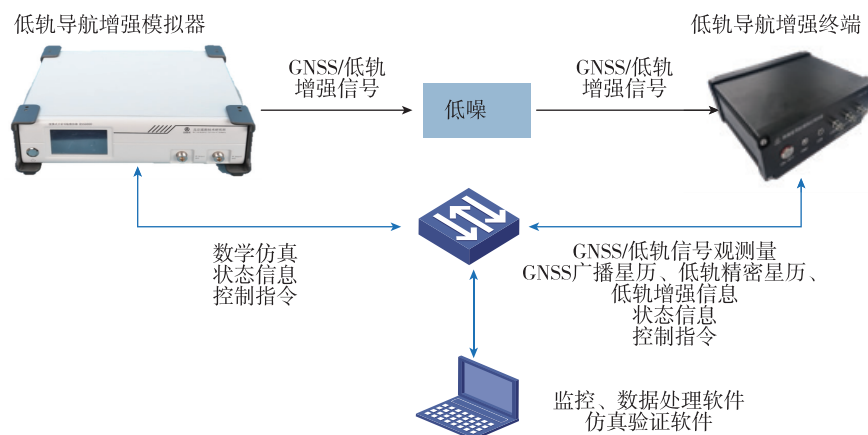 低轨导航增强模拟器
低轨导航增强终端
GNSS/低轨
增强信号
低噪
GNSS/低轨
增强信号
数学仿真
状态信息
控制指令
GNSS/低轨信号观测量
GNSS广播星历、低轨精密星历、
低轨增强信息
状态信息
控制指令
监控、数据处理软件
仿真验证软件